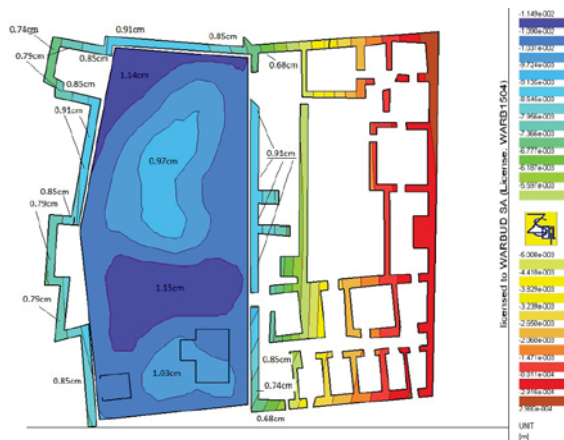 0.74cm
0.91cm
0.85cm
0.79cm
0.85cm
0.68cm
1.14cm
0.85cm
0.91cm
0.97cm
0.91cm
0.85cm
0.79cm
1.15cm
0.79cm
0.85cm
1.03cm
0.85cm
0.74cm
0.68cm
licensed to WARBUD SA (License: WARB1504)
-1.149e-002
-1.090e-002
-1.031e-002
-9.724e-003
-9.135e-003
-8.546e-003
-7.956e-003
-7.366e-003
-6.777e-003
-6.187e-003
-5.597e-003
-5.008e-003
-4.418e-003
-3.829e-003
-3.239e-003
-2.650e-003
-2.060e-003
-1.471e-003
-8.811e-004
-2.916e-004
2.980e-004
UNIT
[m]